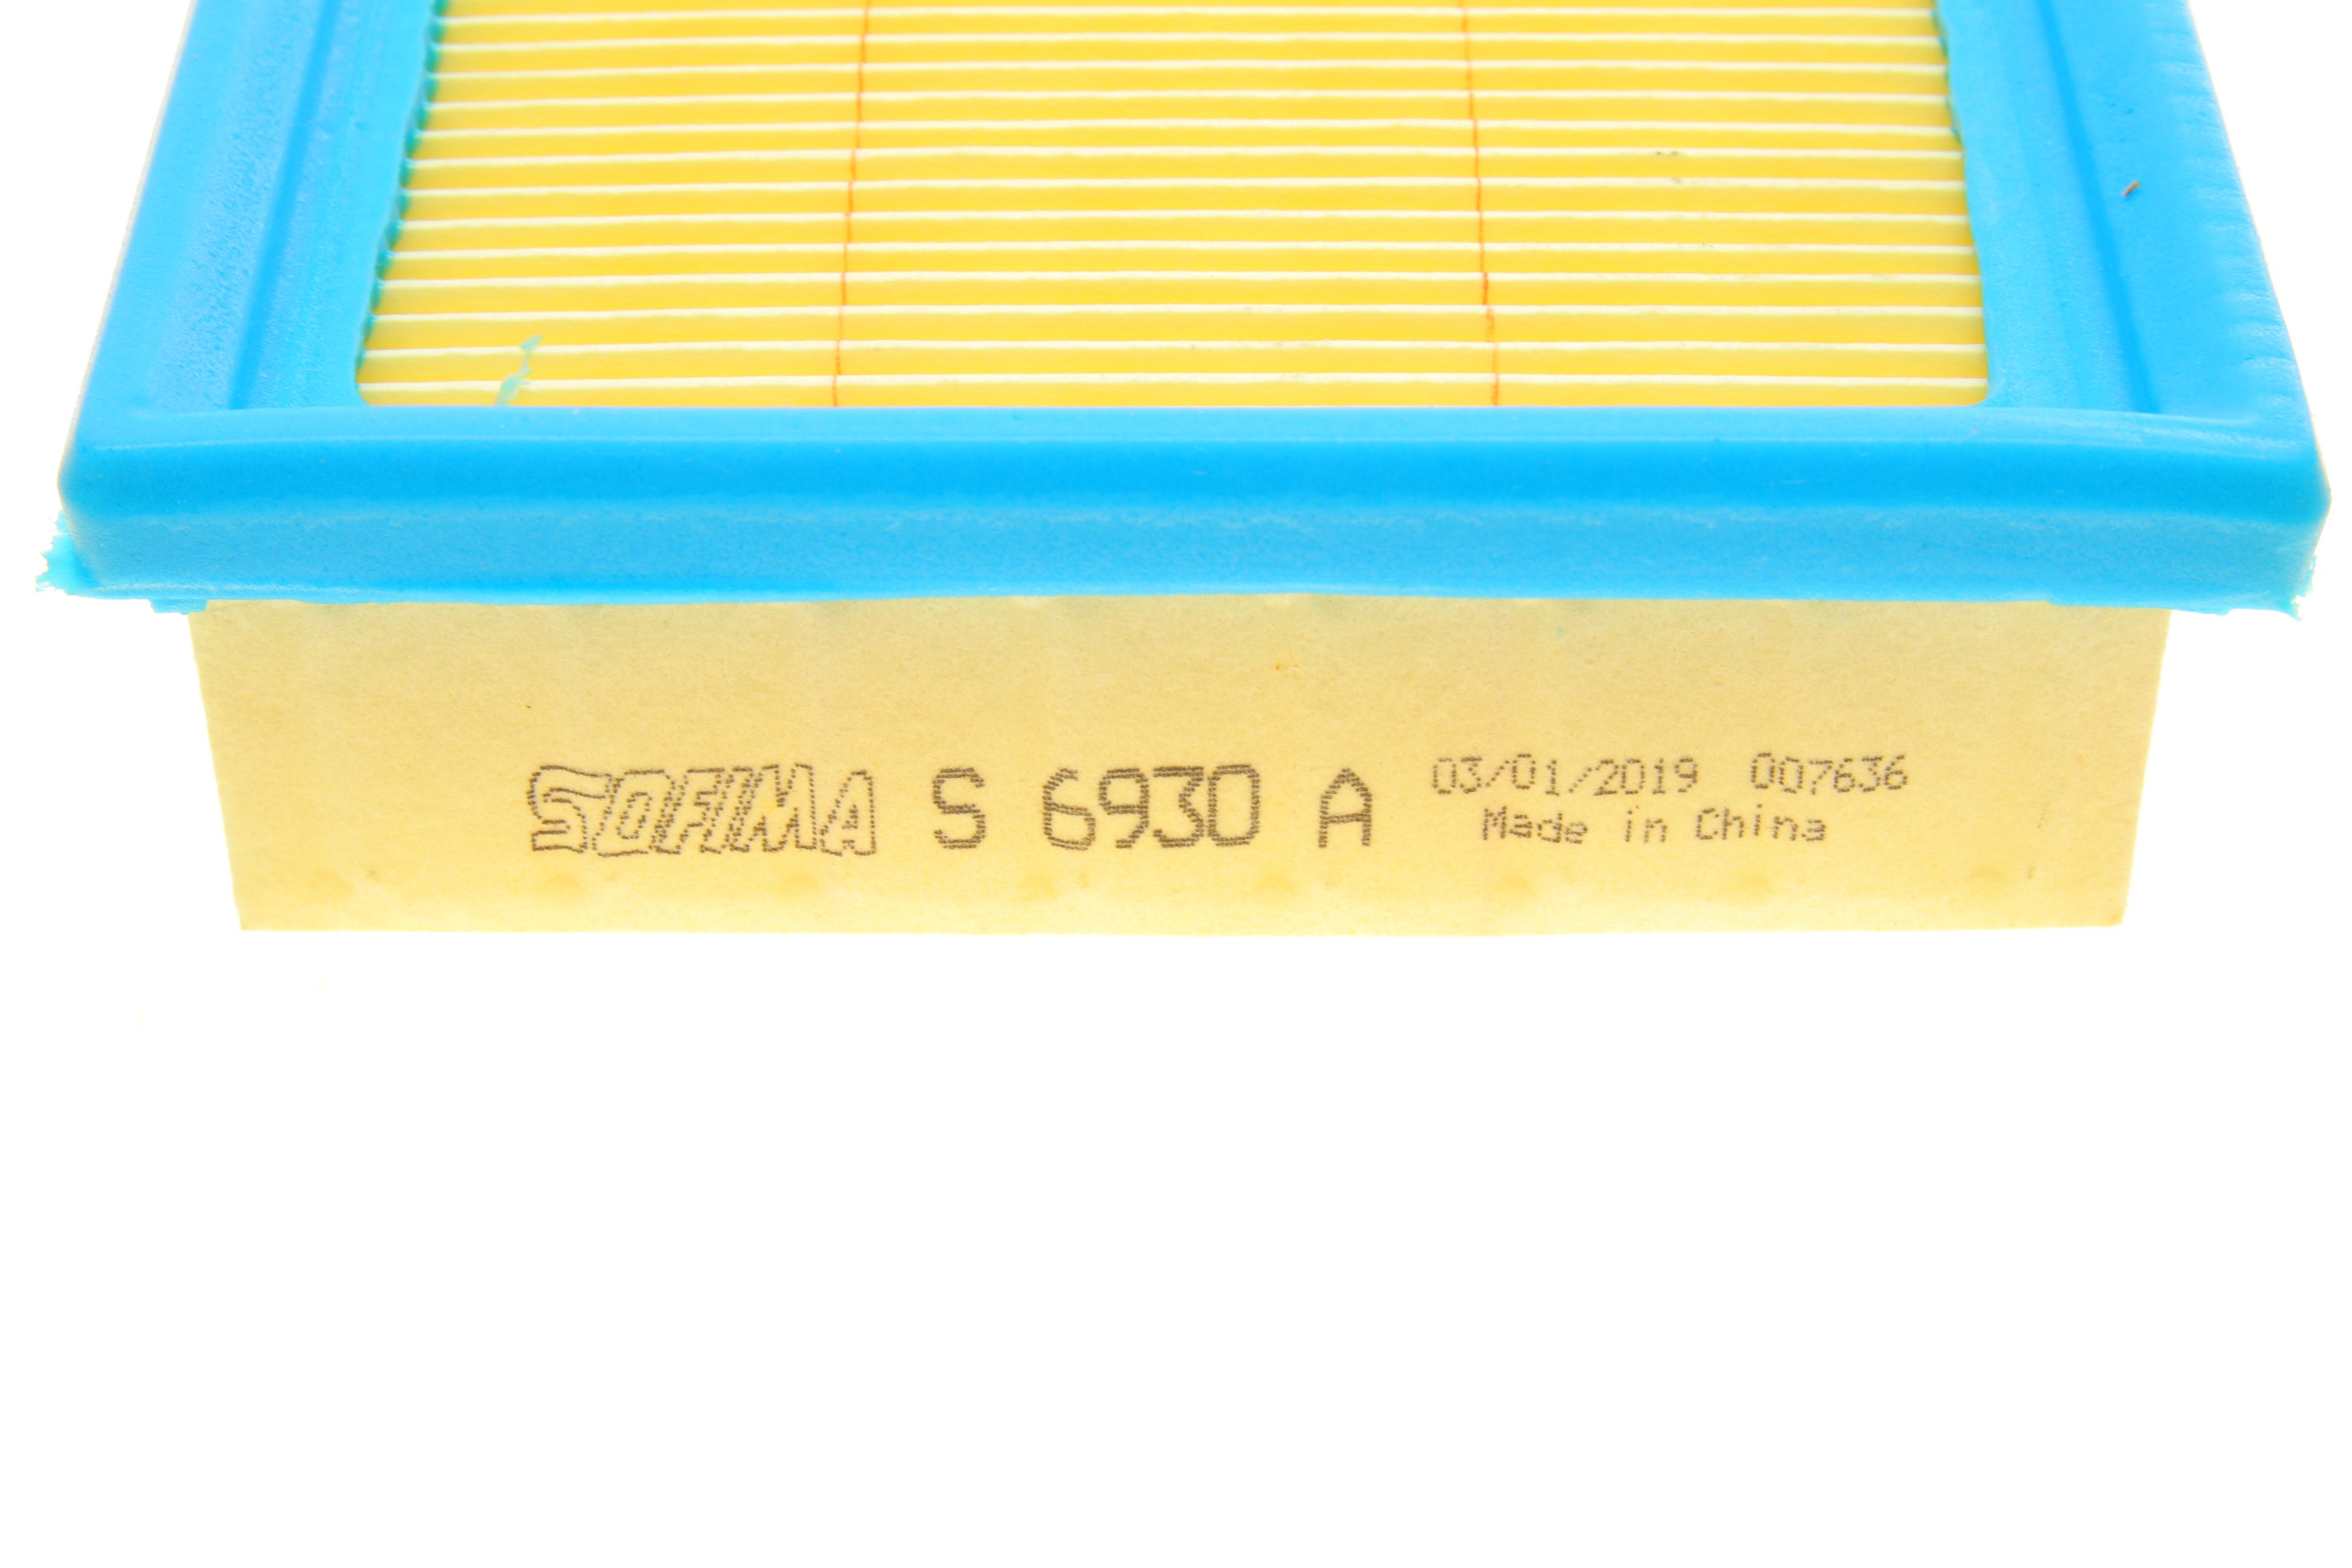 SOFIMA S 6930 A 03/01/2019 007636
Made in China